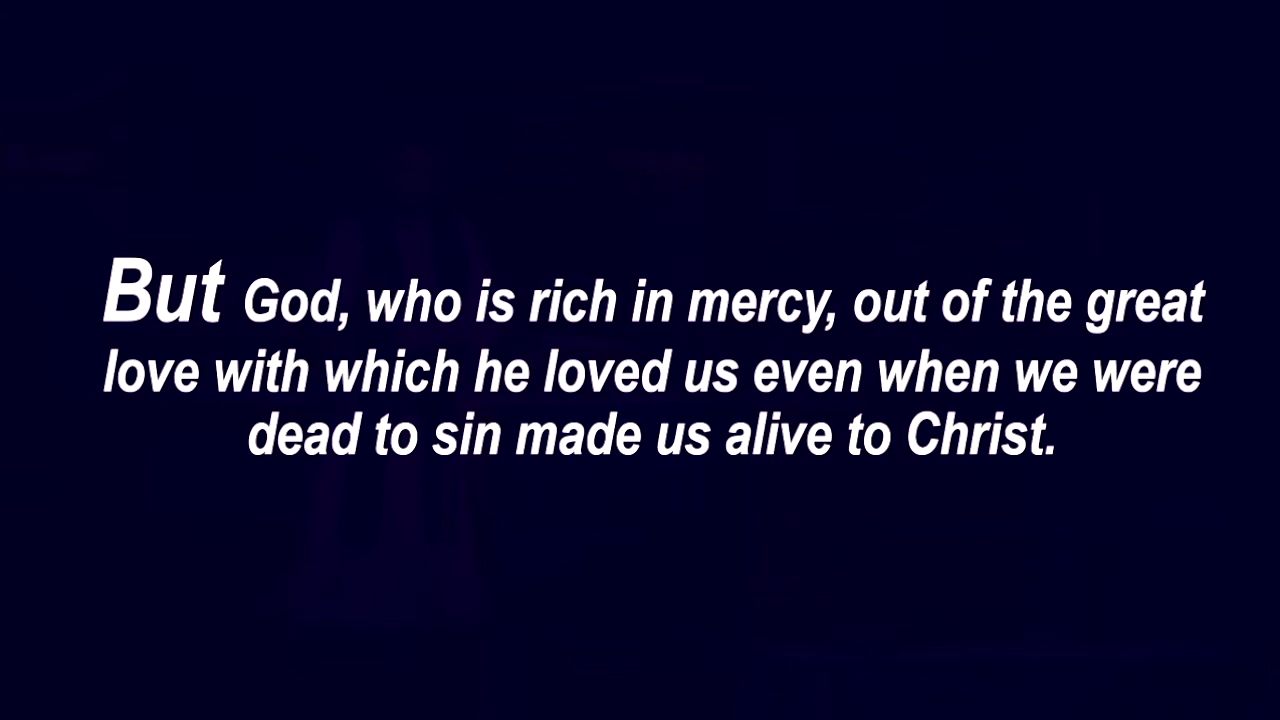 But God, who is rich in mercy, out of the great
love with which he loved us even when we were
dead to sin made us alive to Christ.